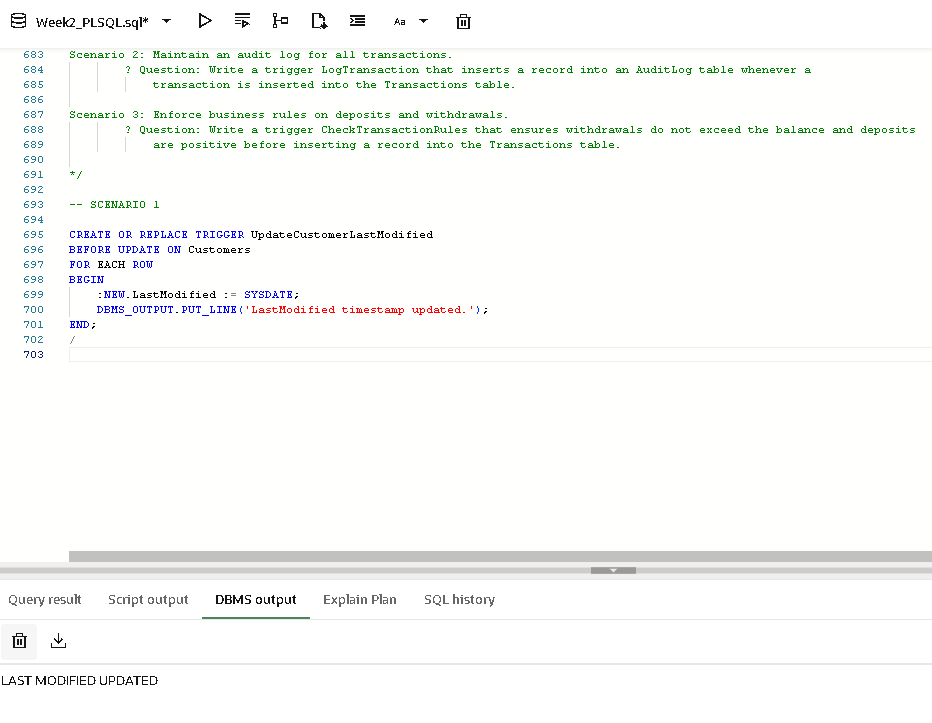 Week2_PLSQL.sql*
Aa
683 Scenario 2: Maintain an audit log for all transactions.
684 ? Question: Write a trigger LogTransaction that inserts a record into an AuditLog table whenever a
685 transaction is inserted into the Transactions table.
686
687 Scenario 3: Enforce business rules on deposits and withdrawals.
688 ? Question: Write a trigger CheckTransactionRules that ensures withdrawals do not exceed the balance and deposits
689 are positive before inserting a record into the Transactions table.
690
691 */
692
693 -- SCENARIO 1
694
695 CREATE OR REPLACE TRIGGER UpdateCustomerLastModified
696 BEFORE UPDATE ON Customers
697 FOR EACH ROW
698 BEGIN
699 :NEW.LastModified := SYSDATE;
700 DBMS_OUTPUT.PUT_LINE('LastModified timestamp updated.');
701 END;
702 /
703
Query result Script output DBMS output Explain Plan SQL history
LAST MODIFIED UPDATED